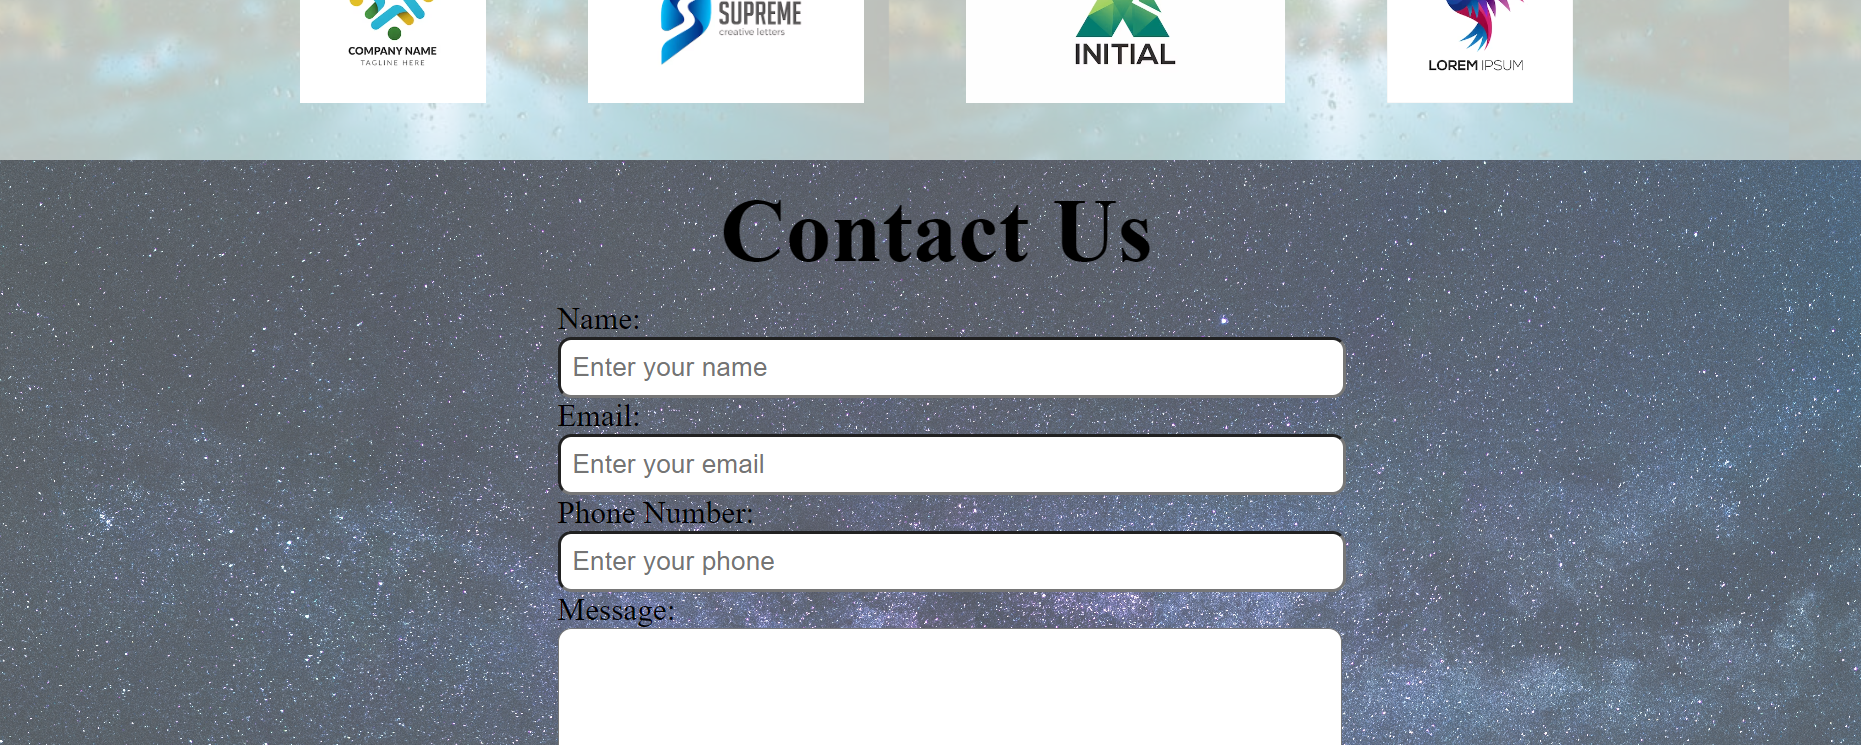 COMPANY NAME
TAGLINE HERE
SUPREME
creative letters
INITIAL
LOREM IPSUM
Contact Us
Name:
Enter your name
Email:
Enter your email
Phone Number:
Enter your phone
Message: